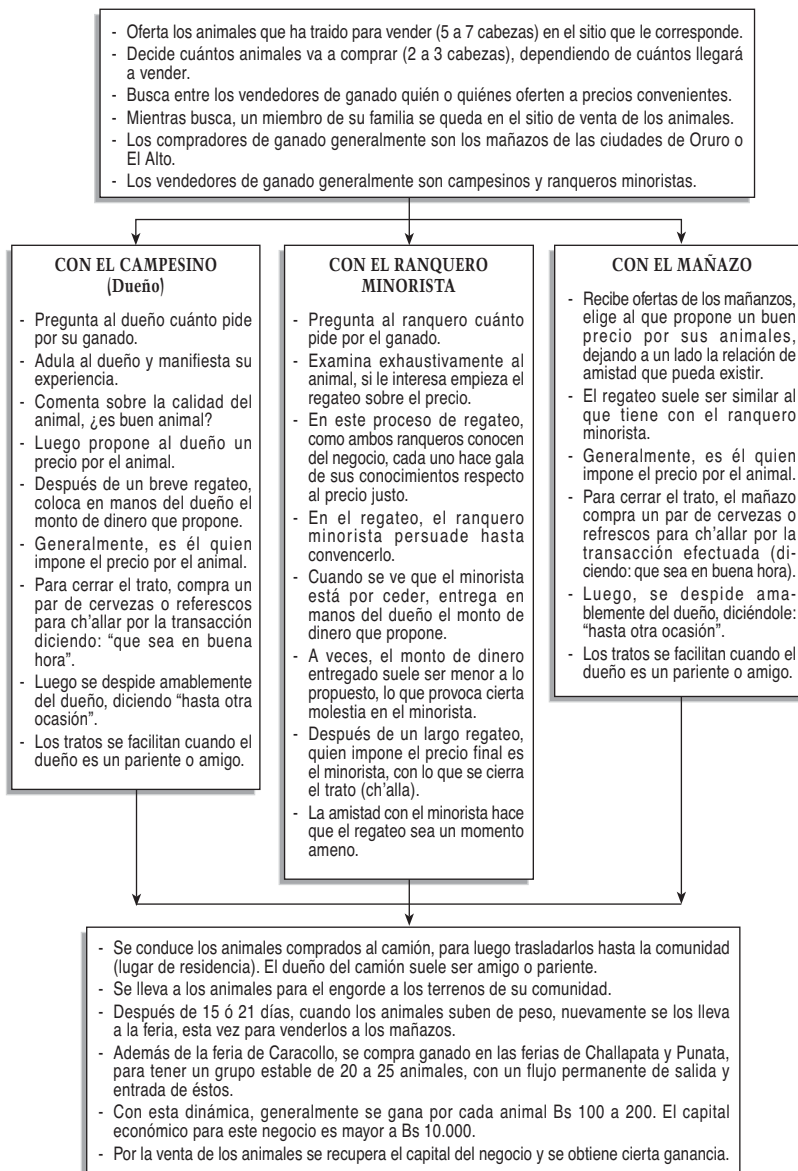 - Oferta los animales que ha traido para vender (5 a 7 cabezas) en el sitio que le corresponde.
- Decide cuántos animales va a comprar (2 a 3 cabezas), dependiendo de cuántos llegará
a vender.
- Busca entre los vendedores de ganado quién o quiénes oferten a precios convenientes.
- Mientras busca, un miembro de su familia se queda en el sitio de venta de los animales.
- Los compradores de ganado generalmente son los mañazos de las ciudades de Oruro o
El Alto.
- Los vendedores de ganado generalmente son campesinos y ranqueros minoristas.
CON EL CAMPESINO
(Dueño)
- Pregunta al dueño cuánto pide
por su ganado.
- Adula al dueño y manifiesta su
experiencia.
- Comenta sobre la calidad del
animal, ¿es buen animal?
- Luego propone al dueño un
precio por el animal.
- Después de un breve regateo,
coloca en manos del dueño el
monto de dinero que propone.
- Generalmente, es él quien
impone el precio por el animal.
- Para cerrar el trato, compra un
par de cervezas o referescos
para ch'allar por la transacción
diciendo: “que sea en buena
hora”.
- Luego se despide amablemente
del dueño, diciendo “hasta otra
ocasión”.
- Los tratos se facilitan cuando el
dueño es un pariente o amigo.
CON EL RANQUERO
MINORISTA
- Pregunta al ranquero cuánto
pide por el ganado.
- Examina exhaustivamente al
animal, si le interesa empieza el
regateo sobre el precio.
- En este proceso de regateo,
como ambos ranqueros conocen
del negocio, cada uno hace gala
de sus conocimientos respecto
al precio justo.
- En el regateo, el ranquero
minorista persuade hasta
convencerlo.
- Cuando se ve que el minorista
está por ceder, entrega en
manos del dueño el monto de
dinero que propone.
- A veces, el monto de dinero
entregado suele ser menor a lo
propuesto, lo que provoca cierta
molestia en el minorista.
- Después de un largo regateo,
quien impone el precio final es
el minorista, con lo que se cierra
el trato (ch'alla).
- La amistad con el minorista hace
que el regateo sea un momento
ameno.
CON EL MAÑAZO
- Recibe ofertas de los mañanzos,
elige al que propone un buen
precio por sus animales,
dejando a un lado la relación de
amistad que pueda existir.
- El regateo suele ser similar al
que tiene con el ranquero
minorista.
- Generalmente, es él quien
impone el precio por el animal.
- Para cerrar el trato, el mañazo
compra un par de cervezas o
refrescos para ch'allar por la
transacción efectuada (di-
ciendo: que sea en buena hora).
- Luego, se despide ama-
blemente del dueño, diciéndole:
“hasta otra ocasión”.
- Los tratos se facilitan cuando el
dueño es un pariente o amigo.
- Se conduce los animales comprados al camión, para luego trasladarlos hasta la comunidad
(lugar de residencia). El dueño del camión suele ser amigo o pariente.
- Se lleva a los animales para el engorde a los terrenos de su comunidad.
- Después de 15 ó 21 días, cuando los animales suben de peso, nuevamente se los lleva
a la feria, esta vez para venderlos a los mañazos.
- Además de la feria de Caracollo, se compra ganado en las ferias de Challapata y Punata,
para tener un grupo estable de 20 a 25 animales, con un flujo permanente de salida y
entrada de éstos.
- Con esta dinámica, generalmente se gana por cada animal Bs 100 a 200. El capital
económico para este negocio es mayor a Bs 10.000.
- Por la venta de los animales se recupera el capital del negocio y se obtiene cierta ganancia.